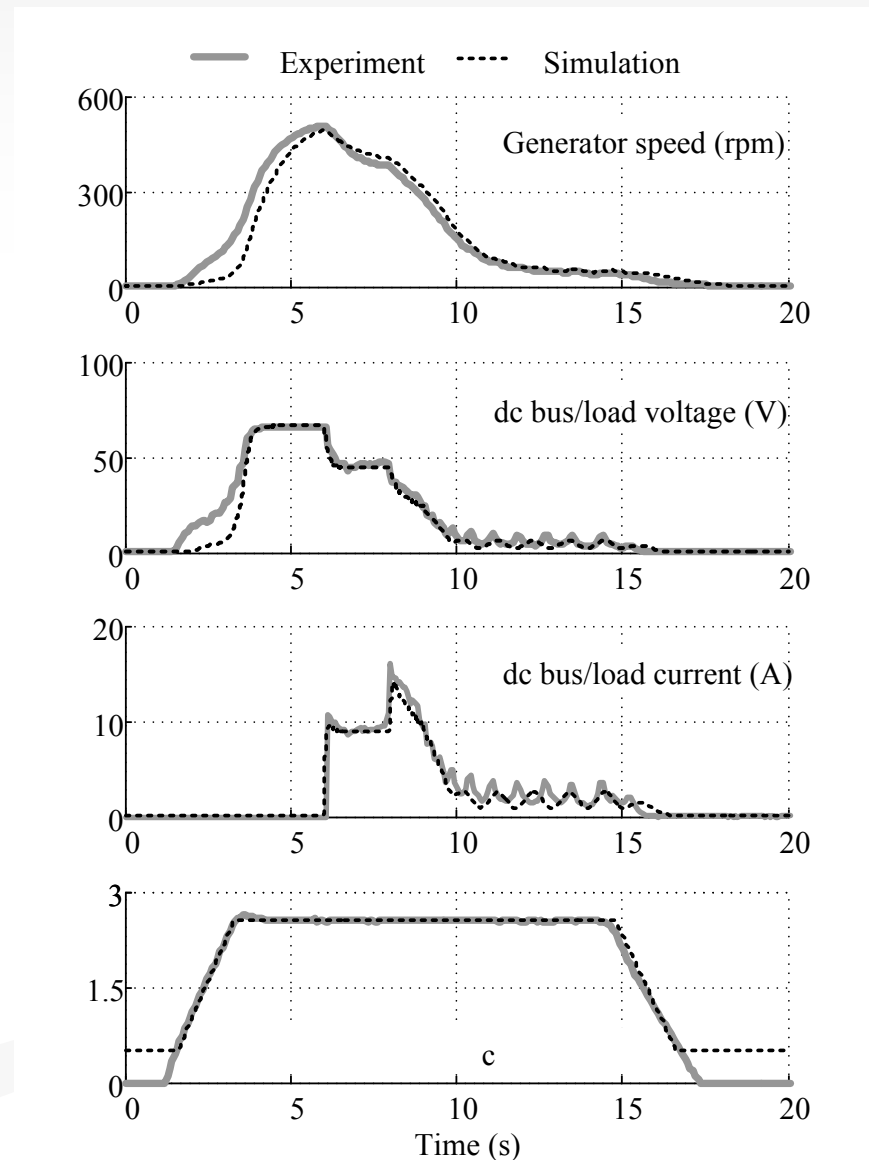 Experiment Simulation
600
Generator speed (rpm)
300
0
0 5 10 15 20
100
dc bus/load voltage (V)
50
0
0 5 10 15 20
20
dc bus/load current (A)
10
0
0 5 10 15 20
3
1.5
c
0
0 5 10 15 20
Time (s)